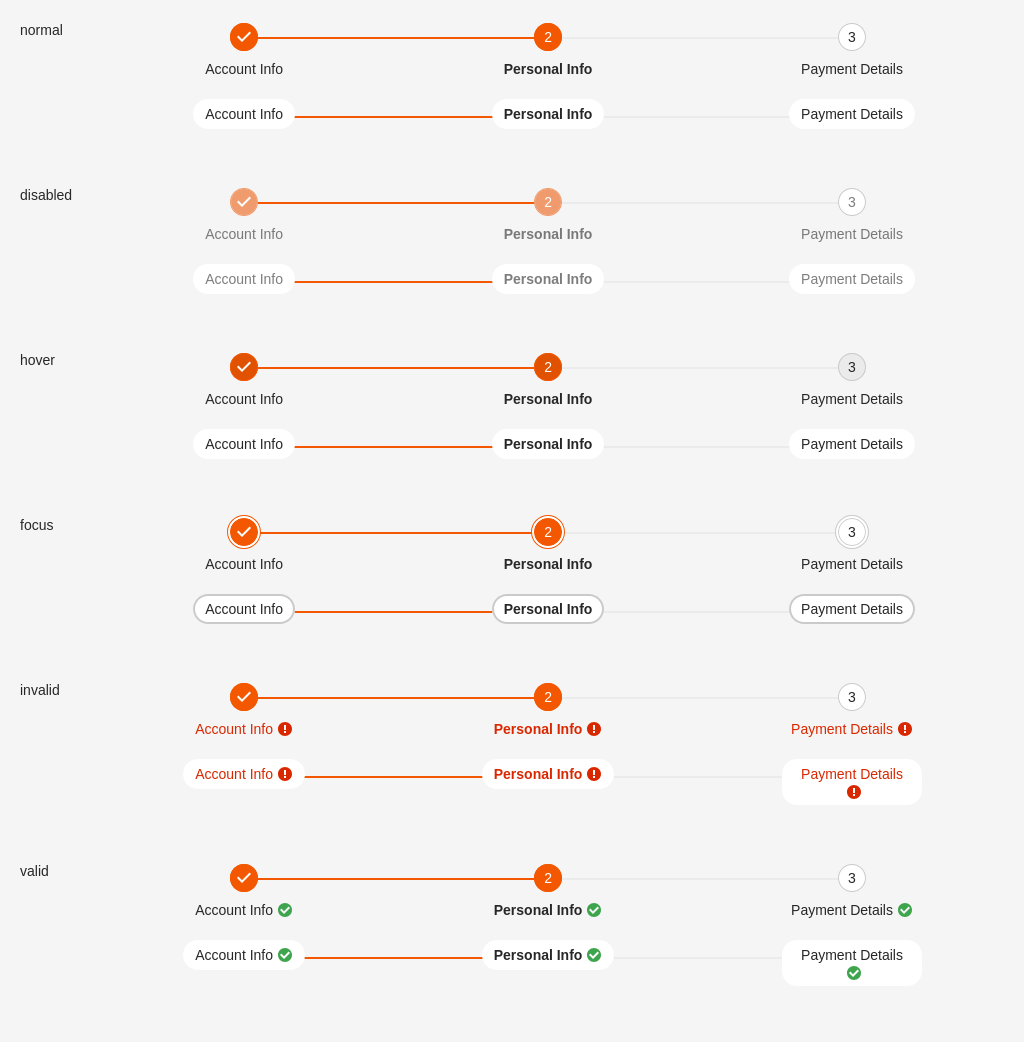 normal
2
3
Account Info Personal Info Payment Details
Account Info Personal Info Payment Details
disabled
2
3
Account Info Personal Info Payment Details
Account Info Personal Info Payment Details
hover
2
3
Account Info Personal Info Payment Details
Account Info Personal Info Payment Details
focus
2
3
Account Info Personal Info Payment Details
Account Info Personal Info Payment Details
invalid
2
3
Account Info Personal Info Payment Details
Account Info Personal Info Payment Details
valid
2
3
Account Info Personal Info Payment Details
Account Info Personal Info Payment Details